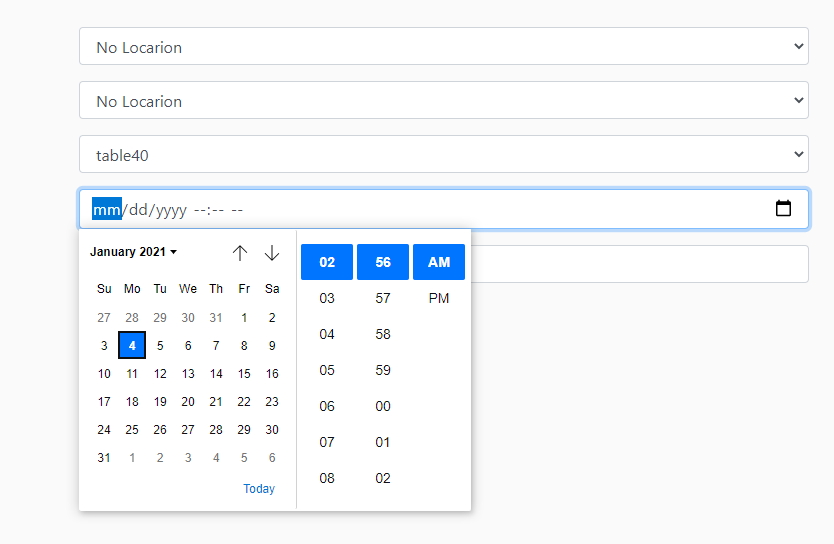 No Locarion
No Locarion
table40
mm/dd/yyyy --:-- --
January 2021
Su Mo Tu We Th Fr Sa
27 28 29 30 31 1 2
3 4 5 6 7 8 9
10 11 12 13 14 15 16
17 18 19 20 21 22 23
24 25 26 27 28 29 30
31 1 2 3 4 5 6
Today
02 56 AM
03 57 PM
04 58
05 59
06 00
07 01
08 02